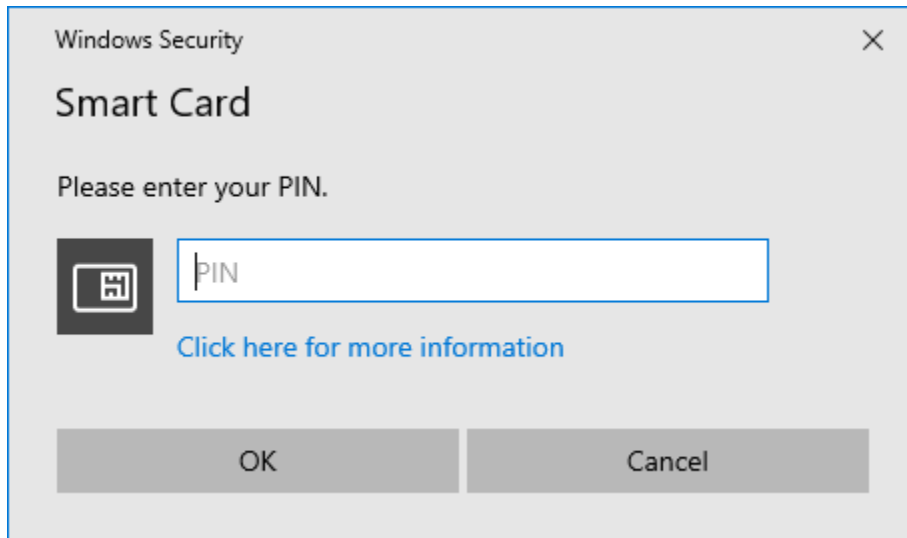 Windows Security
Smart Card
Please enter your PIN.
PIN
Click here for more information
OK
Cancel